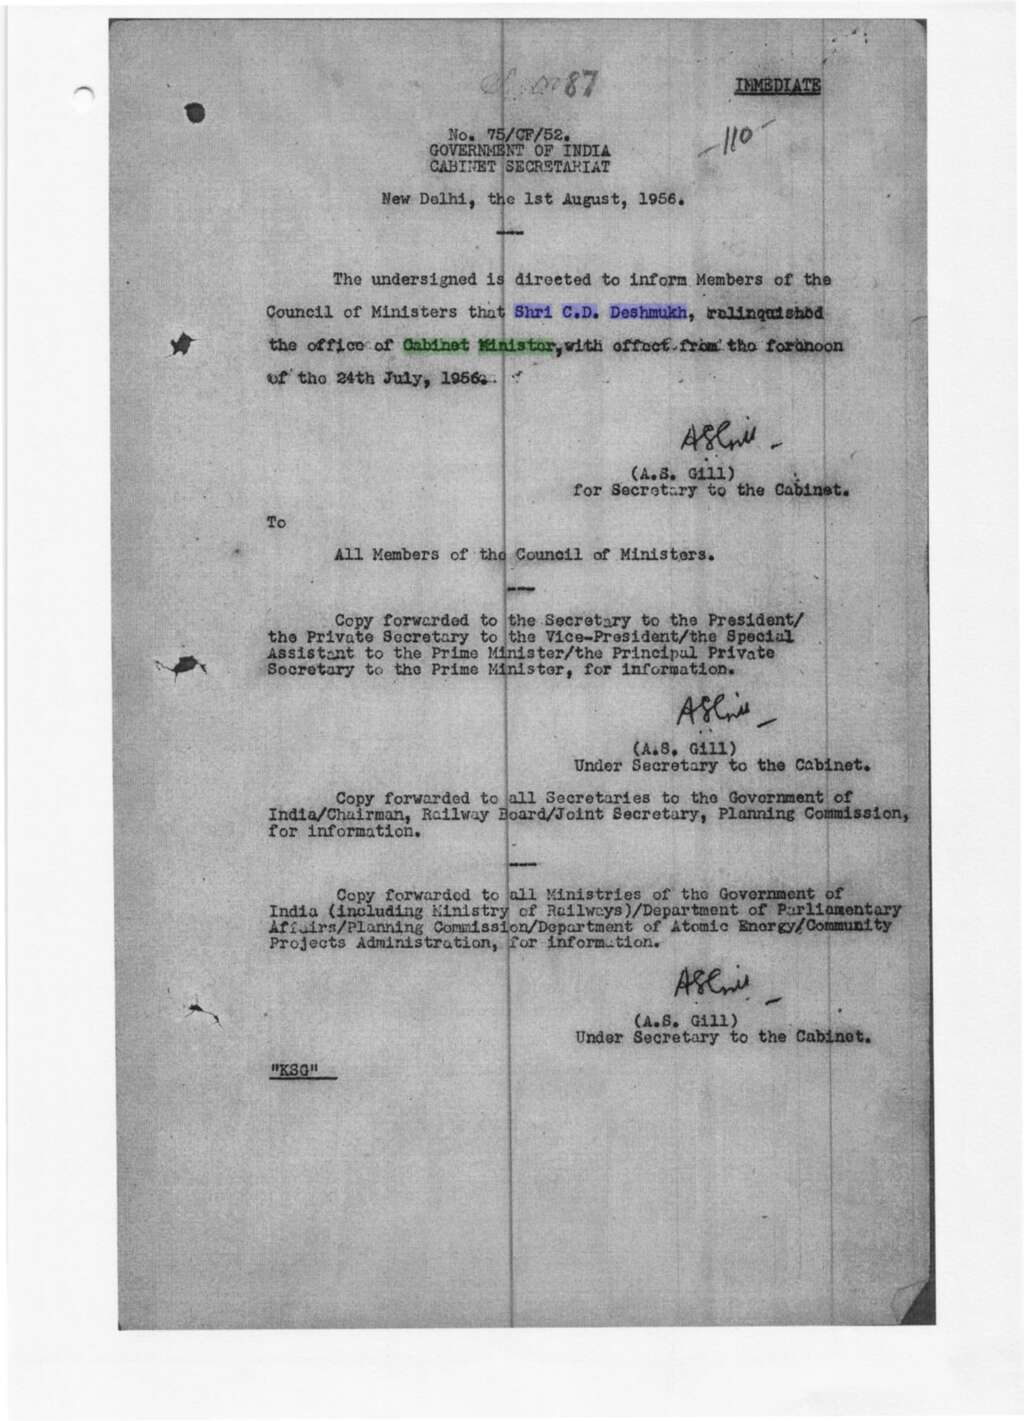 87
IMMEDIATE
110
No. 75/CF/52.
GOVERNMENT OF INDIA
CABINET SECRETARIAT
New Delhi, the 1st August, 1956.
The undersigned is directed to inform Members of the
Council of Ministers that Shri C.D. Deshmukh, relinquished
the office of Cabinet Minister, with effect from the forenoon
of the 24th July, 1956.
ASGill
(A.S. Gill)
for Secretary to the Cabinet.
To
All Members of the Council of Ministers.
Copy forwarded to the Secretary to the President/
the Private Secretary to the Vice-President/the Special
Assistant to the Prime Minister/the Principal Private
Secretary to the Prime Minister, for information.
ASGill
(A.S. Gill)
Under Secretary to the Cabinet.
Copy forwarded to all Secretaries to the Government of
India/Chairman, Railway Board/Joint Secretary, Planning Commission,
for information.
Copy forwarded to all Ministries of the Government of
India (including Ministry of Railways)/Department of Parliamentary
Affairs/Planning Commission/Department of Atomic Energy/Community
Projects Administration, for information.
ASGill
(A.S. Gill)
Under Secretary to the Cabinet.
"KSG"